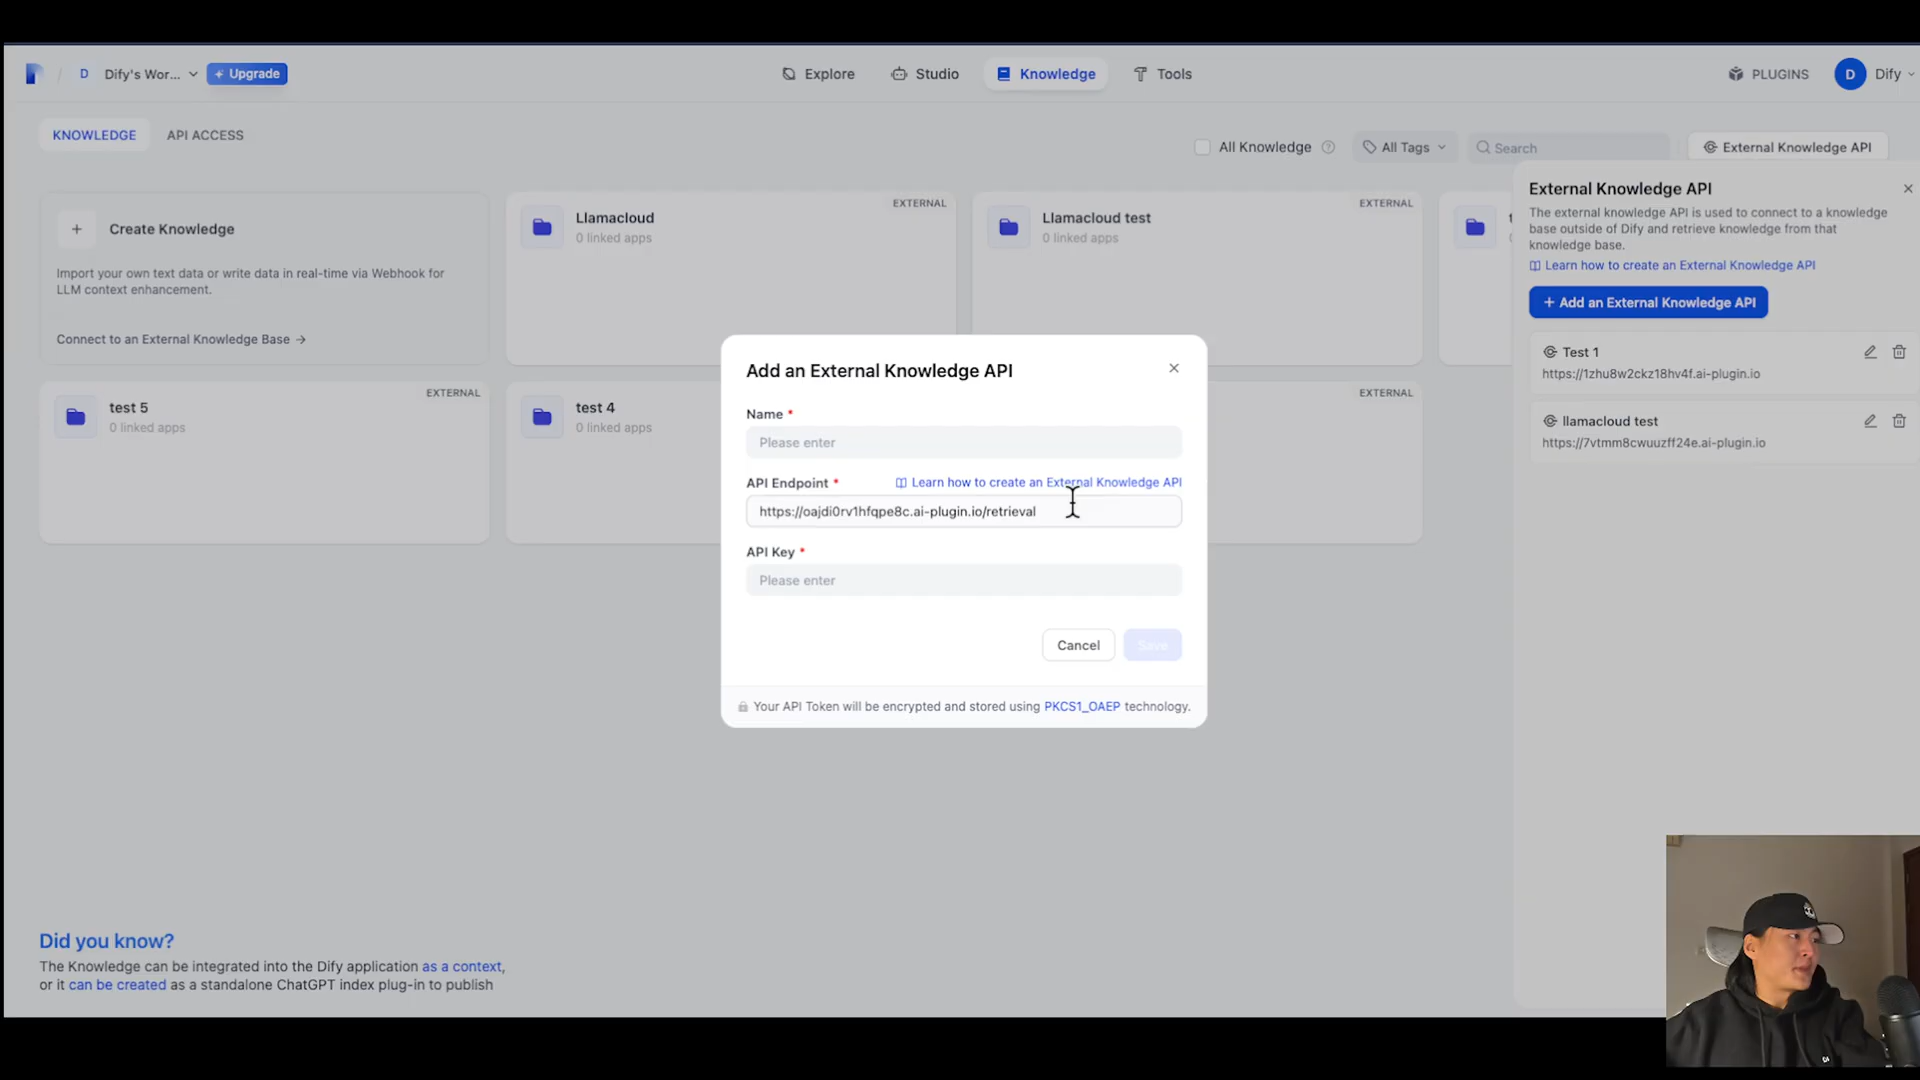 D Dify's Wor... Upgrade
Explore Studio Knowledge Tools
PLUGINS D Dify
KNOWLEDGE API ACCESS
All Knowledge All Tags Search External Knowledge API
Create Knowledge
Import your own text data or write data in real-time via Webhook for
LLM context enhancement.
Connect to an External Knowledge Base →
EXTERNAL
Llamacloud
0 linked apps
EXTERNAL
Llamacloud test
0 linked apps
EXTERNAL
test 5
0 linked apps
test 4
0 linked apps
EXTERNAL
External Knowledge API
The external knowledge API is used to connect to a knowledge
base outside of Dify and retrieve knowledge from that
knowledge base.
Learn how to create an External Knowledge API
+ Add an External Knowledge API
Test 1
https://1zhu8w2ckz18hv4f.ai-plugin.io
llamacloud test
https://7vtmm8cwuuzff24e.ai-plugin.io
Add an External Knowledge API
Name *
Please enter
API Endpoint * Learn how to create an External Knowledge API
https://oajdi0rv1hfqpe8c.ai-plugin.io/retrieval
API Key *
Please enter
Cancel Save
Your API Token will be encrypted and stored using PKCS1_OAEP technology.
Did you know?
The Knowledge can be integrated into the Dify application as a context,
or it can be created as a standalone ChatGPT index plug-in to publish